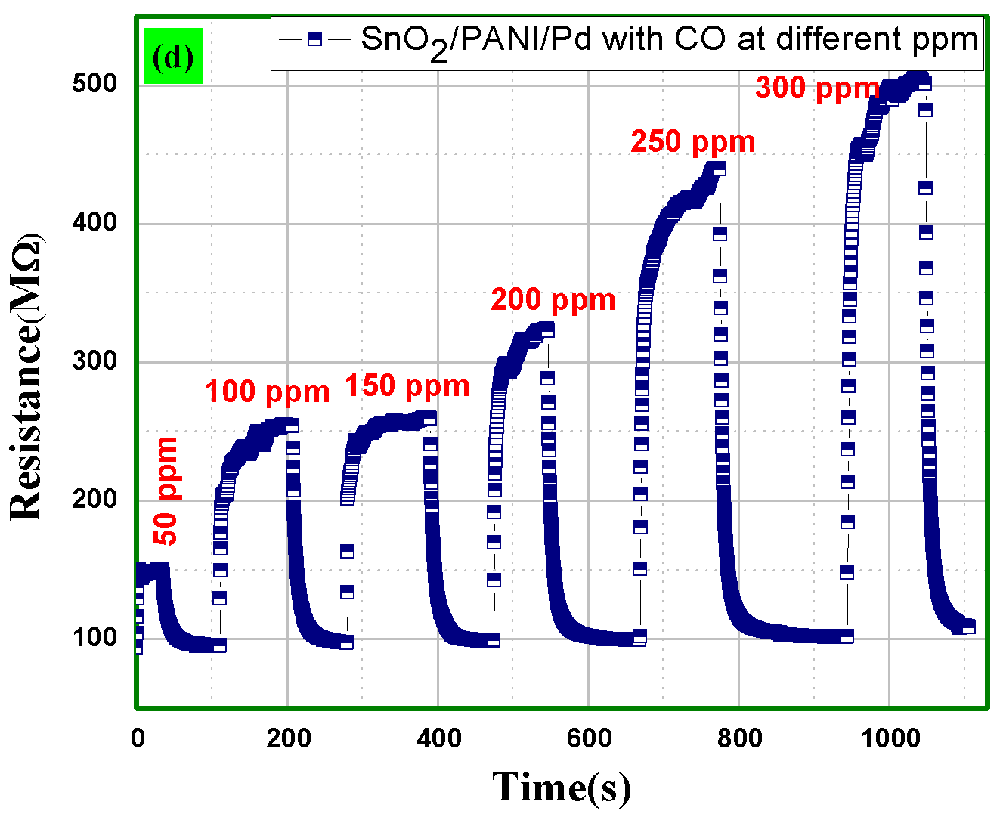 (d)
SnO2/PANI/Pd with CO at different ppm
500
400
300
200
100
Resistance(MΩ)
50 ppm
100 ppm
150 ppm
200 ppm
250 ppm
300 ppm
0 200 400 600 800 1000
Time(s)